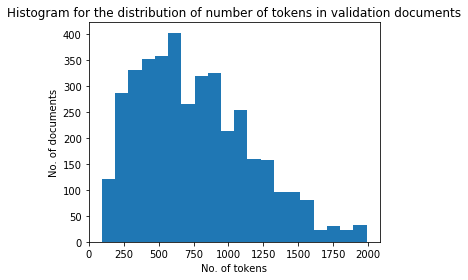 Histogram for the distribution of number of tokens in validation documents
400
350
300
250
200
150
100
50
0
No. of documents
0 250 500 750 1000 1250 1500 1750 2000
No. of tokens